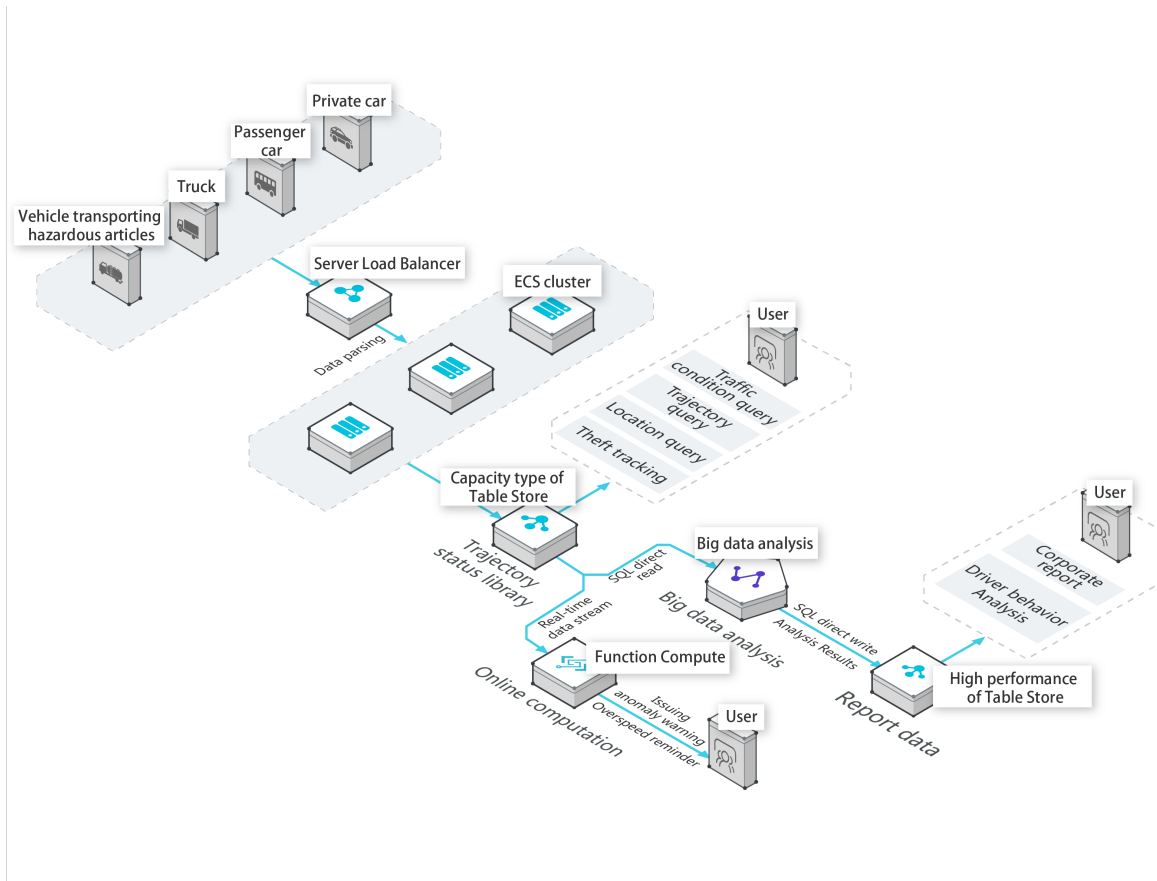 Private car
Passenger
car
Truck
Vehicle transporting
hazardous articles
Server Load Balancer
ECS cluster
Data parsing
User
Traffic
condition query
Trajectory
query
Location query
Theft tracking
Capacity type of
Table Store
Trajectory
status library
SQL direct
read
Big data analysis
Big data analysis
Real-time
data stream
Function Compute
Online computation
Issuing
anomaly warning
Overspeed reminder
User
SQL direct write
Analysis Results
User
Corporate
report
Driver behavior
Analysis
High performance
of Table Store
Report data